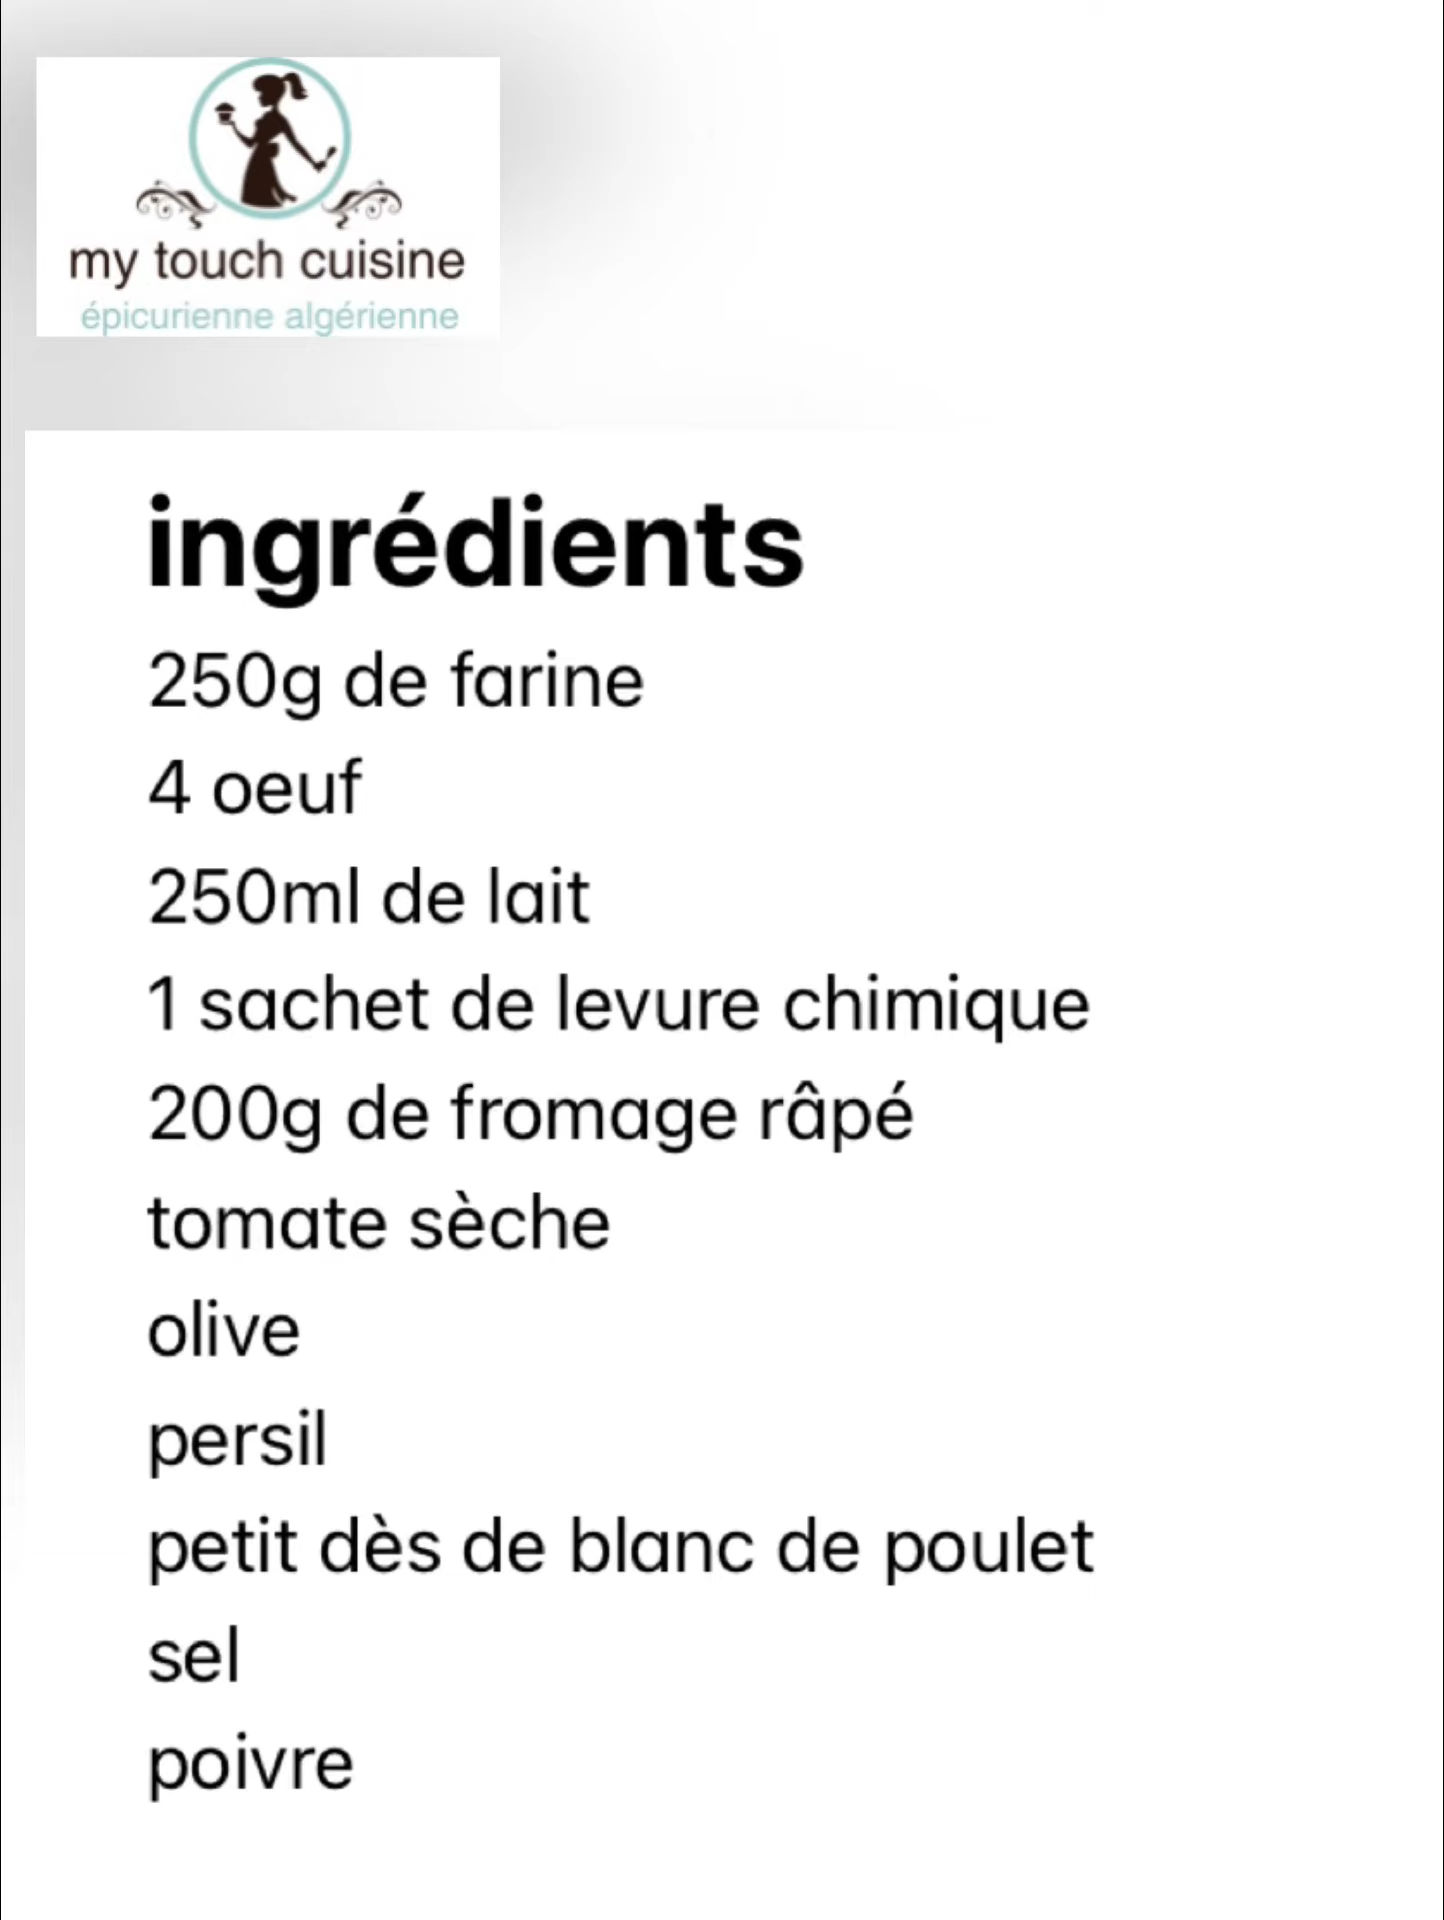 my touch cuisine
épicurienne algérienne
ingrédients
250g de farine
4 oeuf
250ml de lait
1 sachet de levure chimique
200g de fromage râpé
tomate sèche
olive
persil
petit dès de blanc de poulet
sel
poivre